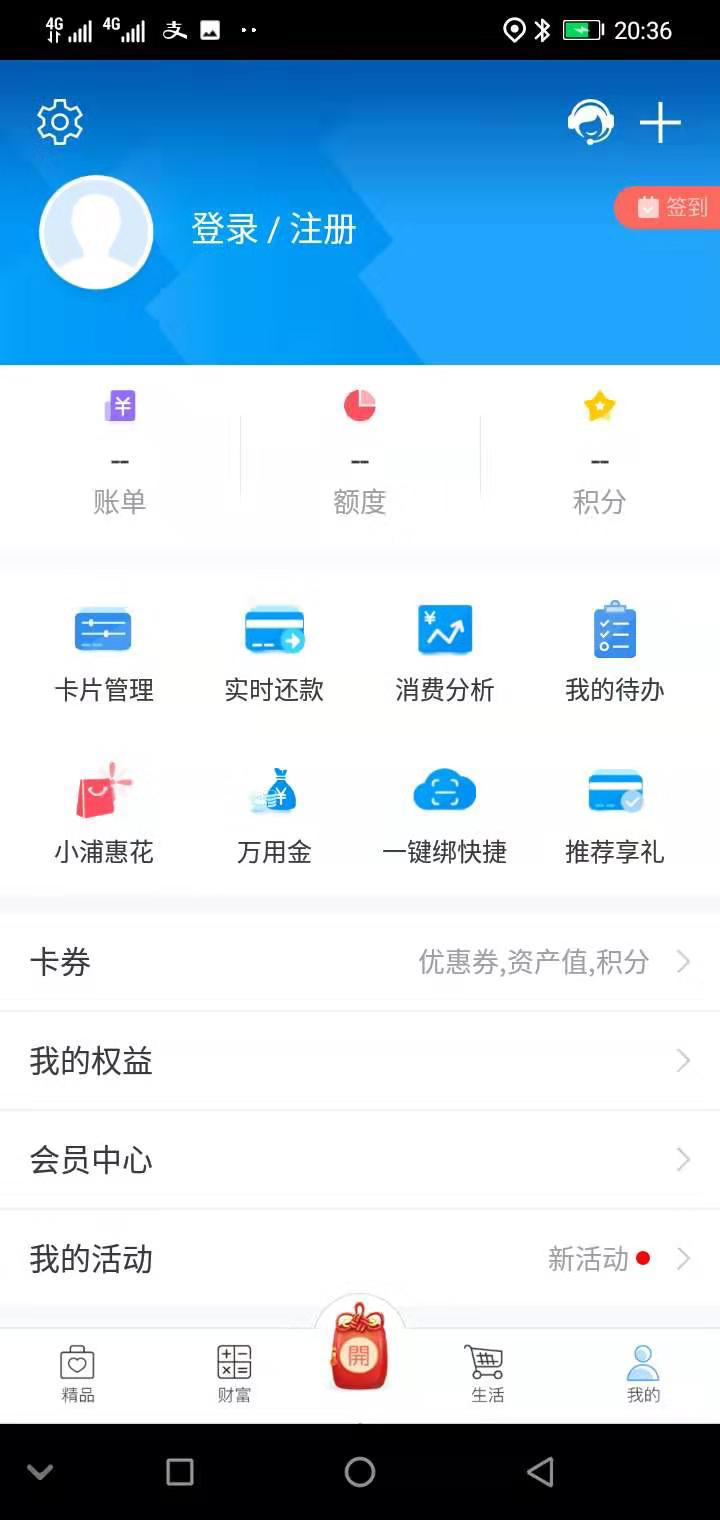 4G 4G 20:36
登录 / 注册
签到
-- -- --
账单 额度 积分
卡片管理 实时还款 消费分析 我的待办
小浦惠花 万用金 一键绑快捷 推荐享礼
卡券 优惠券,资产值,积分
我的权益
会员中心
我的活动 新活动
開
精品 财富 生活 我的